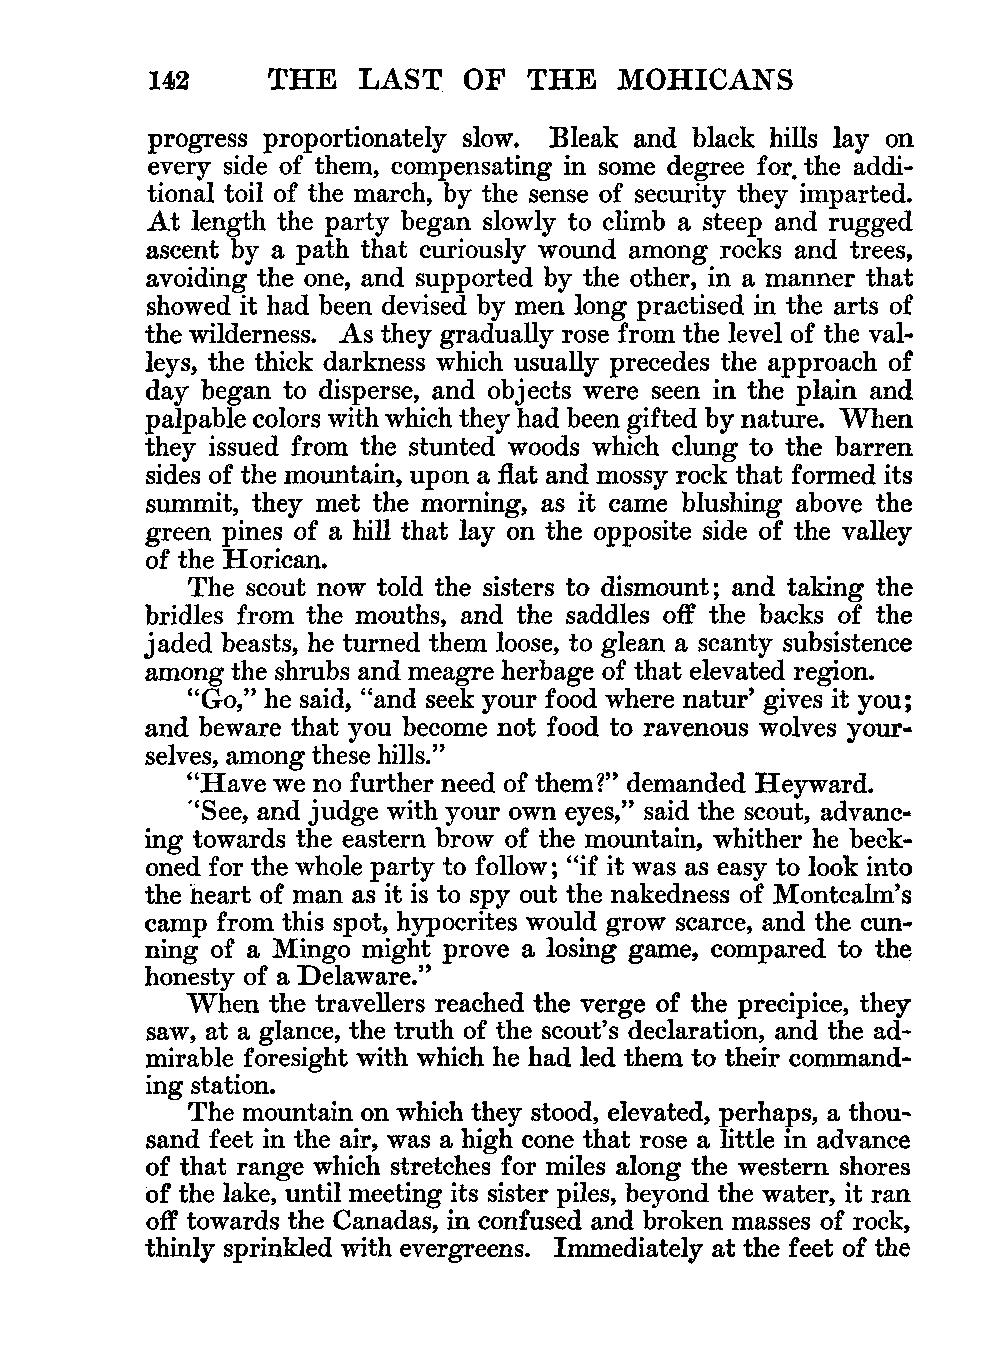 142 THE LAST OF THE MOHICANS
progress proportionately slow. Bleak and black hills lay on
every side of them, compensating in some degree for. the addi-
tional toil of the march, by the sense of security they imparted.
At length the party began slowly to climb a steep and rugged
ascent by a path that curiously wound among rocks and trees,
avoiding the one, and supported by the other, in a manner that
showed it had been devised by men long practised in the arts of
the wilderness. As they gradually rose from the level of the val-
leys, the thick darkness which usually precedes the approach of
day began to disperse, and objects were seen in the plain and
palpable colors with which they had been gifted by nature. When
they issued from the stunted woods which clung to the barren
sides of the mountain, upon a flat and mossy rock that formed its
summit, they met the morning, as it came blushing above the
green pines of a hill that lay on the opposite side of the valley
of the Horican.
The scout now told the sisters to dismount; and taking the
bridles from the mouths, and the saddles off the backs of the
jaded beasts, he turned them loose, to glean a scanty subsistence
among the shrubs and meagre herbage of that elevated region.
“Go,” he said, “and seek your food where natur’ gives it you;
and beware that you become not food to ravenous wolves your-
selves, among these hills.”
“Have we no further need of them?” demanded Heyward.
“See, and judge with your own eyes,” said the scout, advanc-
ing towards the eastern brow of the mountain, whither he beck-
oned for the whole party to follow; “if it was as easy to look into
the heart of man as it is to spy out the nakedness of Montcalm’s
camp from this spot, hypocrites would grow scarce, and the cun-
ning of a Mingo might prove a losing game, compared to the
honesty of a Delaware.”
When the travellers reached the verge of the precipice, they
saw, at a glance, the truth of the scout’s declaration, and the ad-
mirable foresight with which he had led them to their command-
ing station.
The mountain on which they stood, elevated, perhaps, a thou-
sand feet in the air, was a high cone that rose a little in advance
of that range which stretches for miles along the western shores
of the lake, until meeting its sister piles, beyond the water, it ran
off towards the Canadas, in confused and broken masses of rock,
thinly sprinkled with evergreens. Immediately at the feet of the